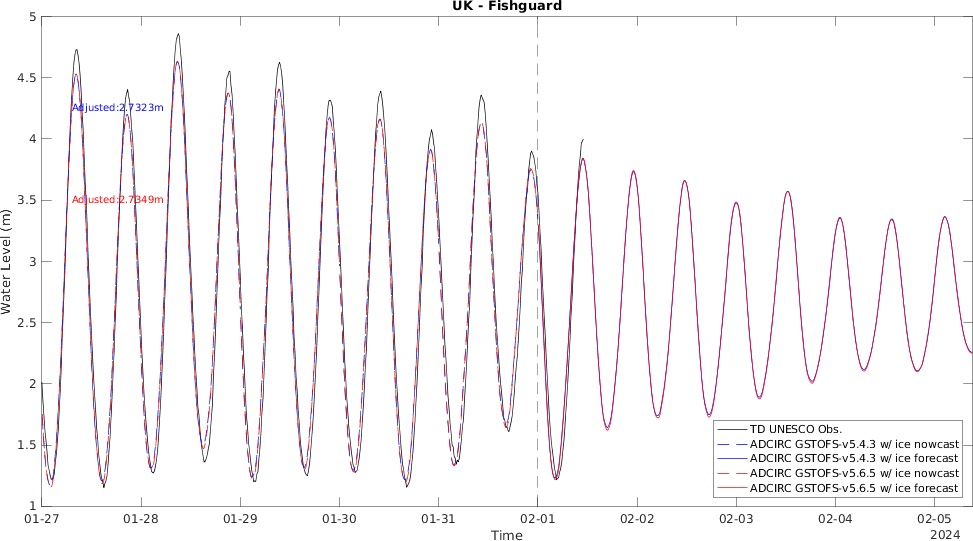 UK - Fishguard
5
4.5
4
3.5
3
2.5
2
1.5
1
Water Level (m)
Adjusted:2.7323m
Adjusted:2.7349m
TD UNESCO Obs.
ADCIRC GSTOFS-v5.4.3 w/ ice nowcast
ADCIRC GSTOFS-v5.4.3 w/ ice forecast
ADCIRC GSTOFS-v5.6.5 w/ ice nowcast
ADCIRC GSTOFS-v5.6.5 w/ ice forecast
01-27 01-28 01-29 01-30 01-31 02-01 02-02 02-03 02-04 02-05
2024
Time